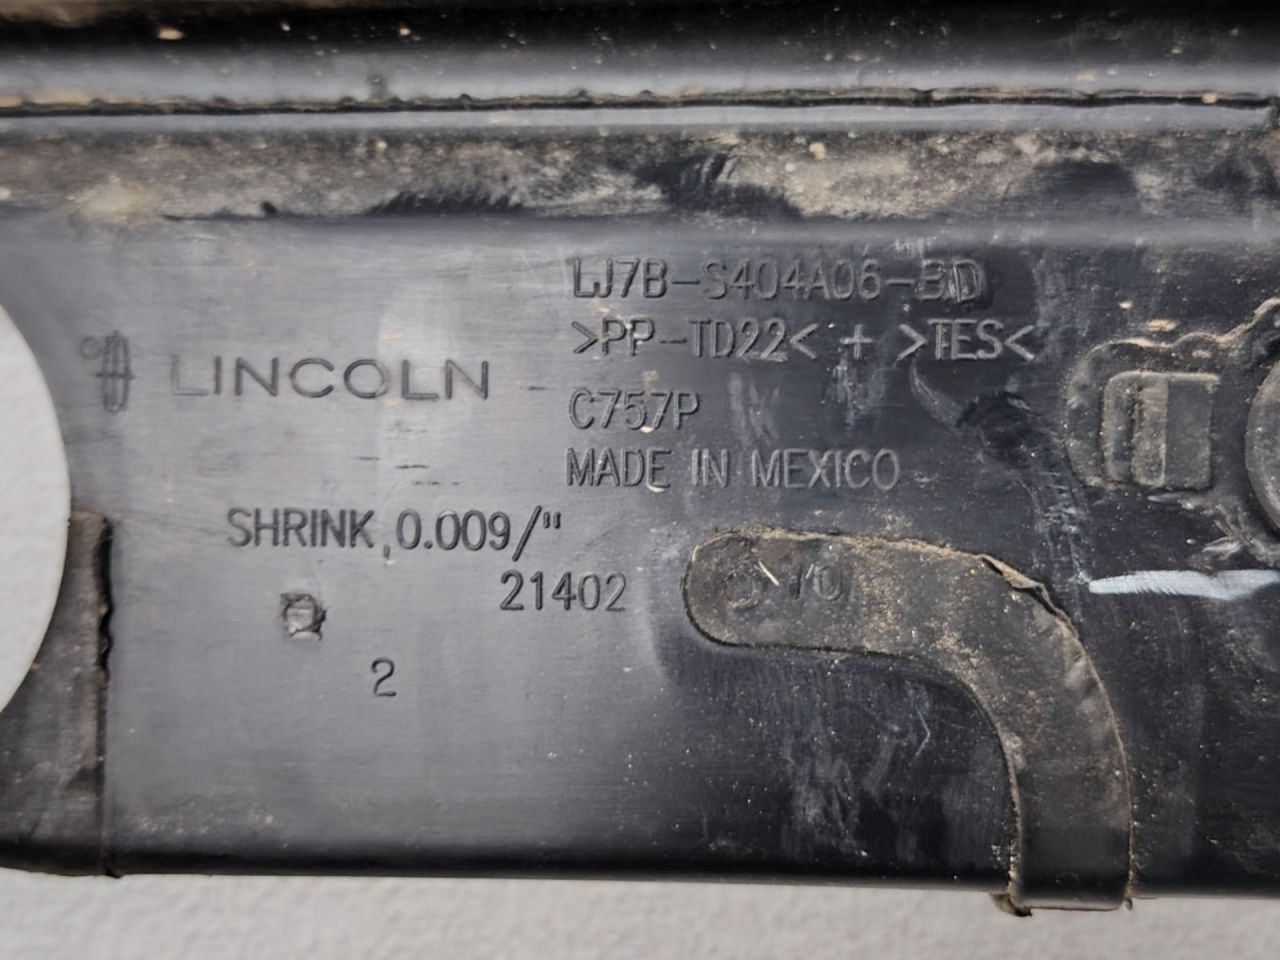 LJ7B-S404A06-BD
>PP-TD22< + >TES<
LINCOLN
C757P
MADE IN MEXICO
SHRINK 0.009/"
21402
2